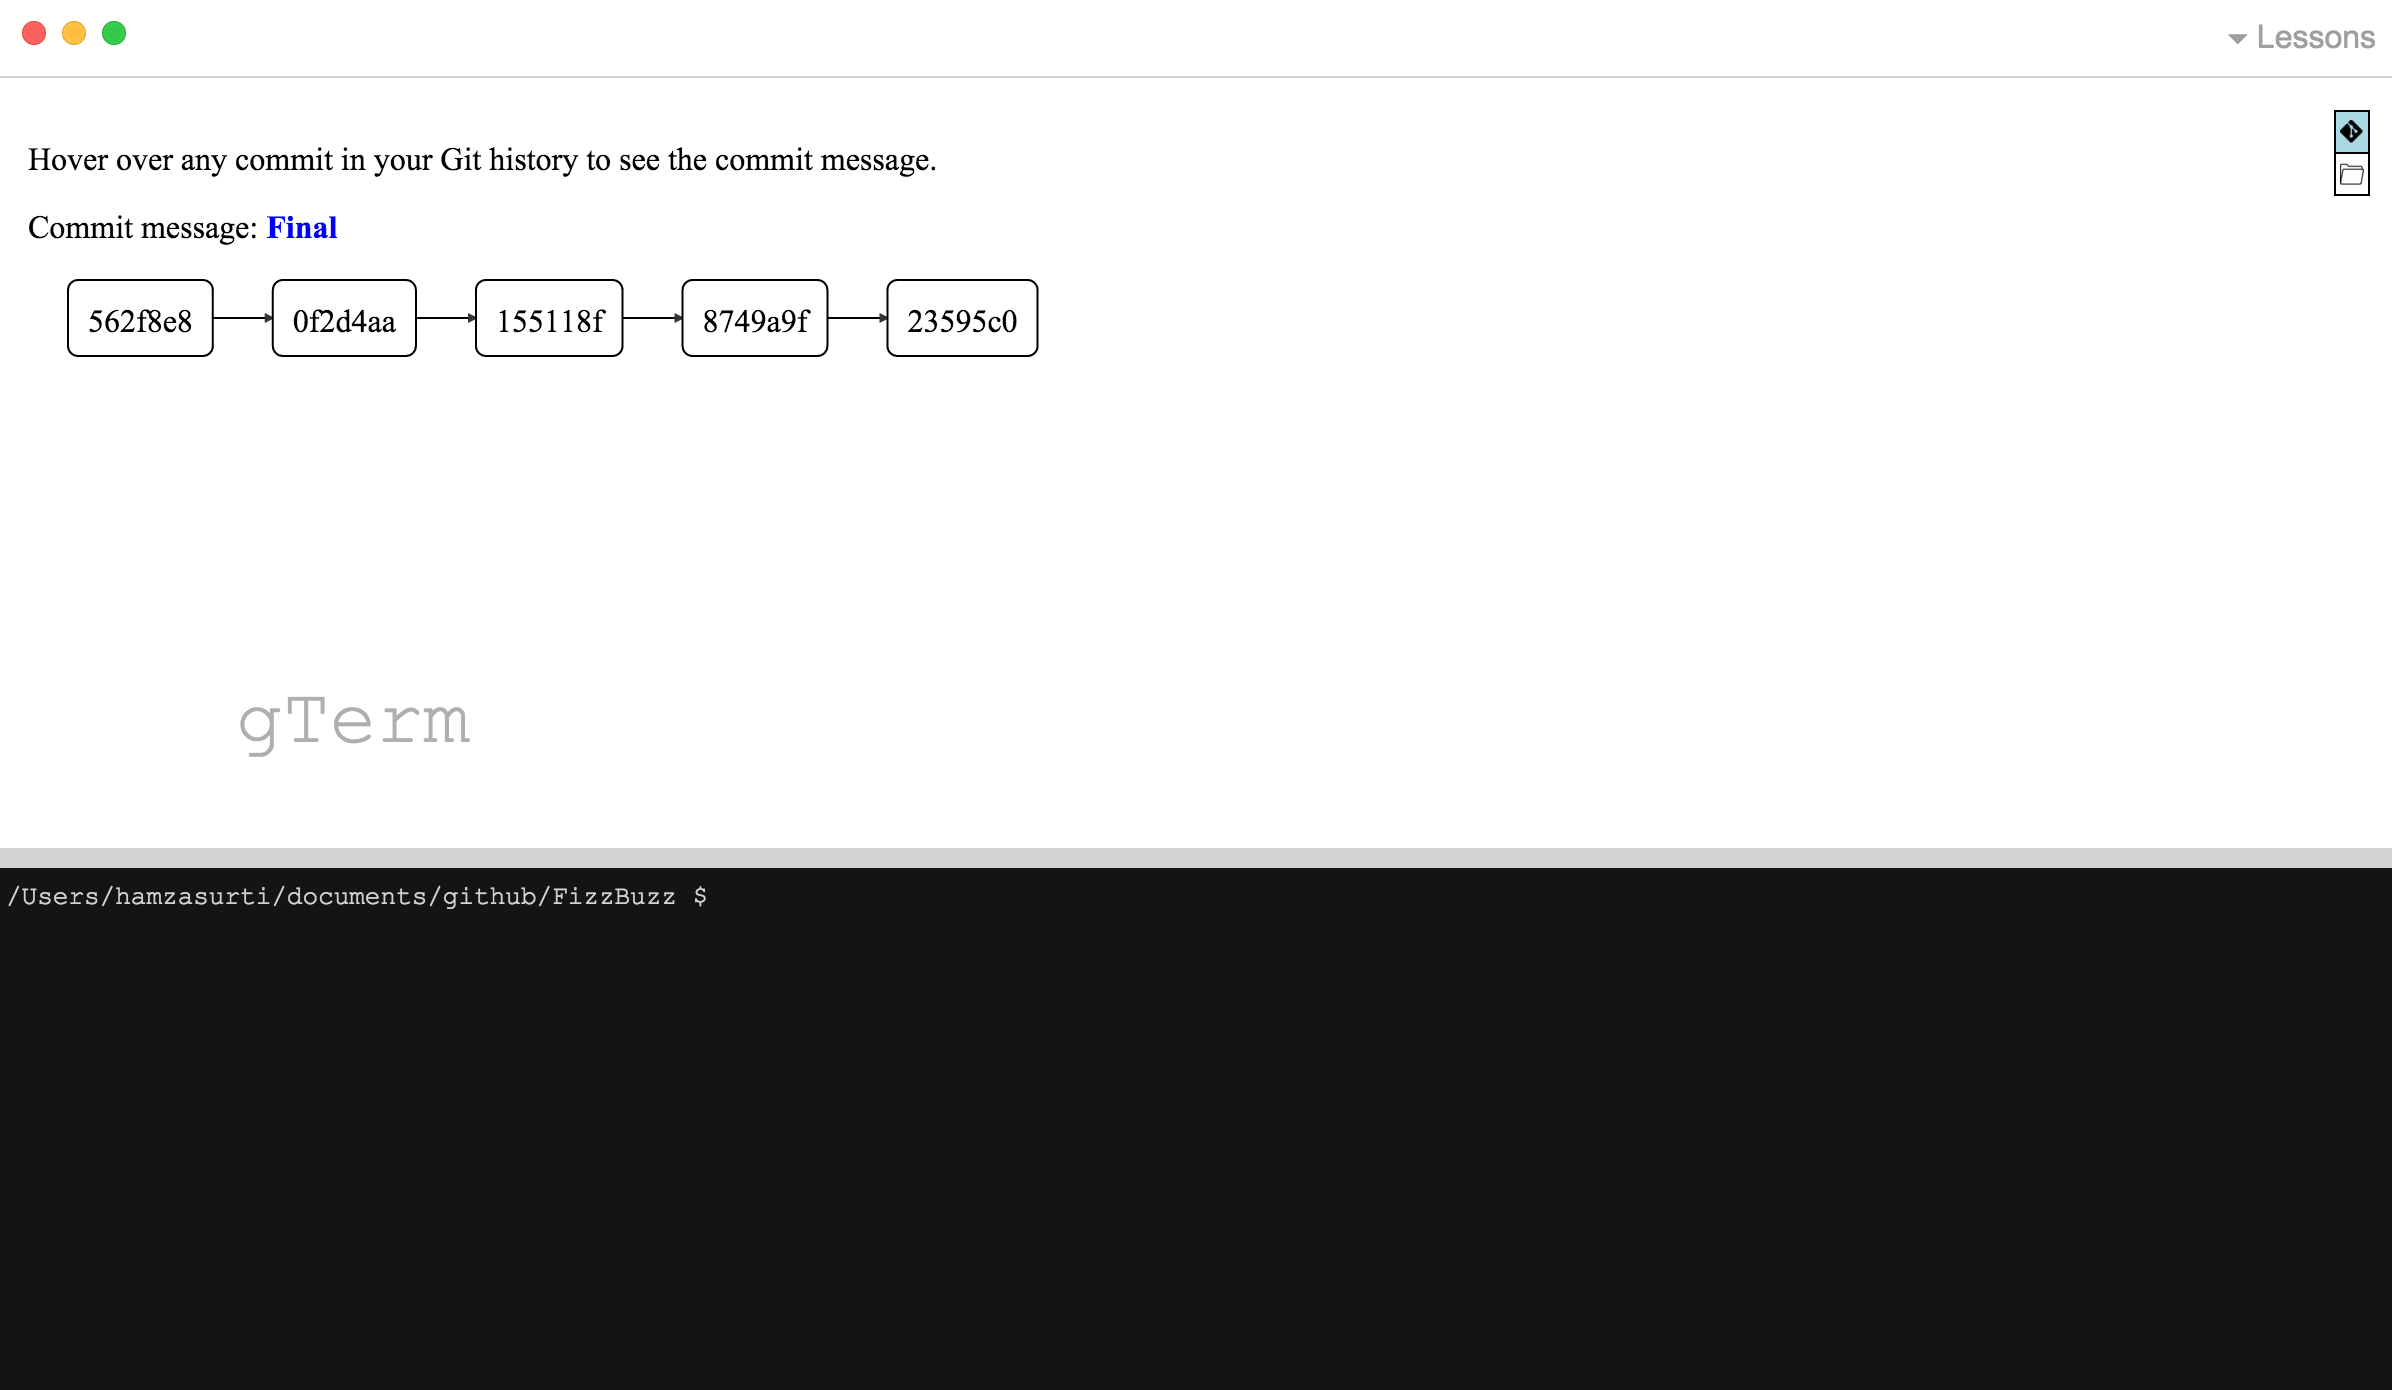 Lessons
Hover over any commit in your Git history to see the commit message.
Commit message: Final
562f8e8 0f2d4aa 155118f 8749a9f 23595c0
gTerm
/Users/hamzasurti/documents/github/FizzBuzz $